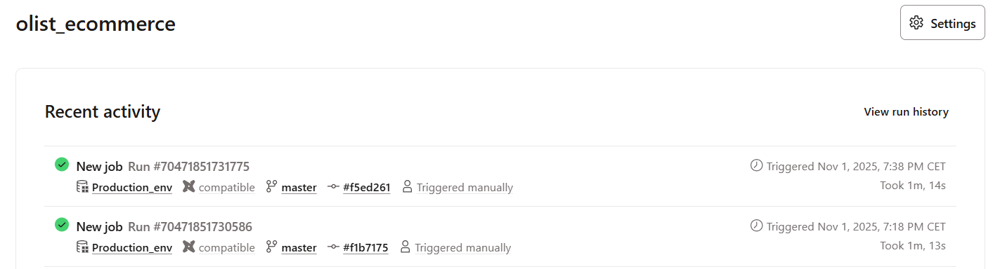 olist_ecommerce
Settings
Recent activity
View run history
New job Run #70471851731775
Triggered Nov 1, 2025, 7:38 PM CET
Production_env compatible master #f5ed261 Triggered manually
Took 1m, 14s
New job Run #70471851730586
Triggered Nov 1, 2025, 7:18 PM CET
Production_env compatible master #f1b7175 Triggered manually
Took 1m, 13s